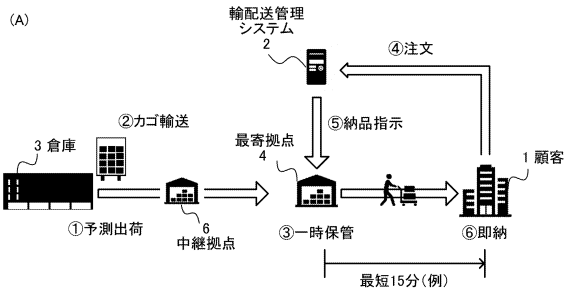 (A)
輸配送管理
システム
2
④注文
②カゴ輸送
⑤納品指示
3 倉庫
最寄拠点
4
1 顧客
①予測出荷
6
中継拠点
③一時保管
⑥即納
最短15分(例)